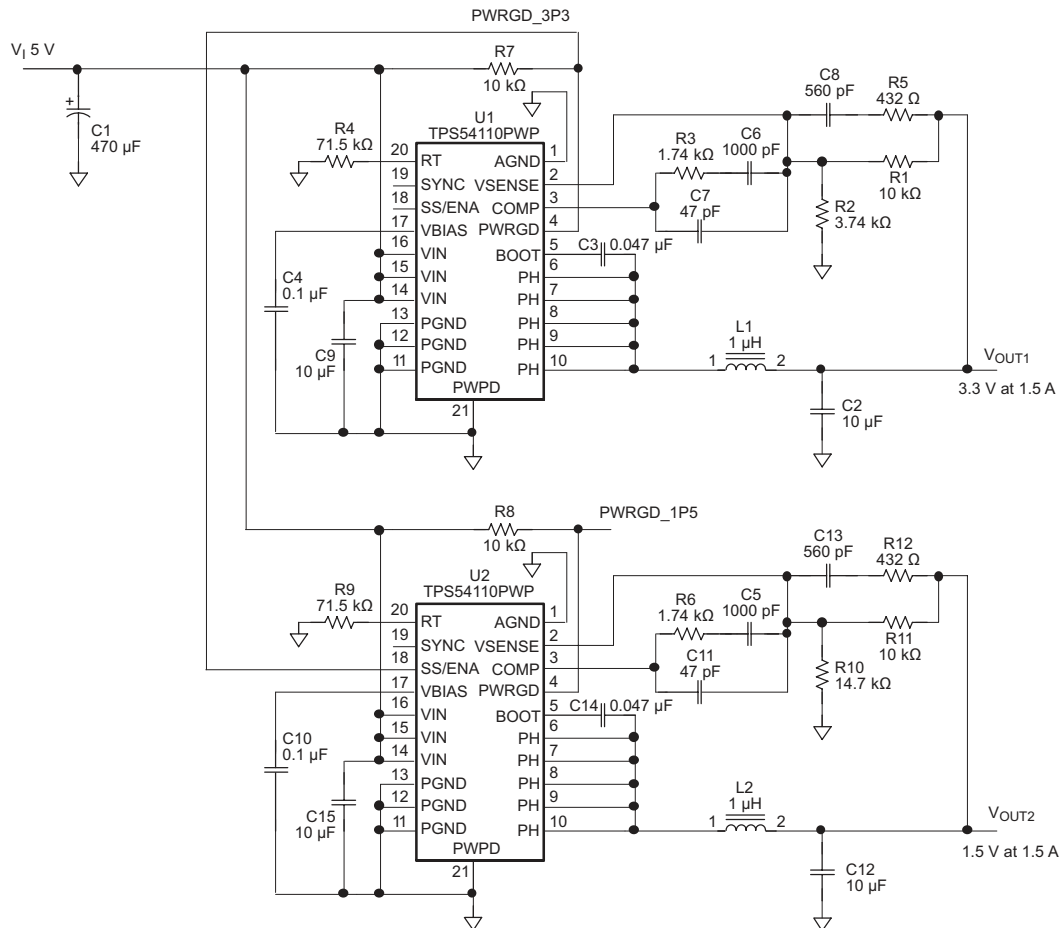 PWRGD_3P3
V_I 5 V
R7
10 kΩ
C8
560 pF
R5
432 Ω
+
C1
470 µF
R4
71.5 kΩ
U1
TPS54110PWP
R3
1.74 kΩ
C6
1000 pF
R1
10 kΩ
C7
47 pF
R2
3.74 kΩ
20 RT AGND 1
19 SYNC VSENSE 2
18 SS/ENA COMP 3
17 VBIAS PWRGD 4
16 VIN BOOT 5
15 VIN PH 6
14 VIN PH 7
13 PGND PH 8
12 PGND PH 9
11 PGND PH 10
PWPD
21
C3 0.047 µF
C4
0.1 µF
C9
10 µF
L1
1 µH
1 2
V_OUT1
3.3 V at 1.5 A
C2
10 µF
R8
10 kΩ
PWRGD_1P5
C13
560 pF
R12
432 Ω
R9
71.5 kΩ
U2
TPS54110PWP
R6
1.74 kΩ
C5
1000 pF
R11
10 kΩ
C11
47 pF
R10
14.7 kΩ
20 RT AGND 1
19 SYNC VSENSE 2
18 SS/ENA COMP 3
17 VBIAS PWRGD 4
16 VIN BOOT 5
15 VIN PH 6
14 VIN PH 7
13 PGND PH 8
12 PGND PH 9
11 PGND PH 10
PWPD
21
C14 0.047 µF
C10
0.1 µF
C15
10 µF
L2
1 µH
1 2
V_OUT2
1.5 V at 1.5 A
C12
10 µF